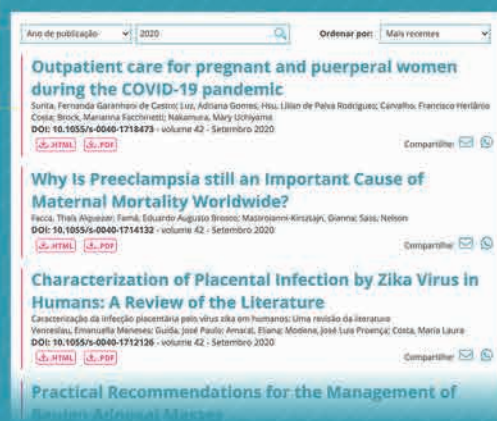 Ano de publicação 2020 Ordenar por: Mais recentes
Outpatient care for pregnant and puerperal women
during the COVID-19 pandemic
Surita, Fernanda Garanhani de Castro; Luz, Adriana Gomes, Hsu, Lilian de Paiva Rodrigues; Carvalho, Francisco Herlânio
Costa; Brock, Marianna Facchinetti; Nakamura, Mary Uchiyama
DOI: 10.1055/s-0040-1718473 - volume 42 - Setembro 2020
HTML PDF Compartilhe:
Why Is Preeclampsia still an Important Cause of
Maternal Mortality Worldwide?
Facca, Thais Alquezar; Famá, Eduardo Augusto Brosco; Mastroianni-Kirsztajn, Gianna; Sass, Nelson
DOI: 10.1055/s-0040-1714132 - volume 42 - Setembro 2020
HTML PDF Compartilhe:
Characterization of Placental Infection by Zika Virus in
Humans: A Review of the Literature
Caracterização da infecção placentária pelo vírus zika em humanos: Uma revisão da literatura
Venceslau, Emanuella Meneses; Guida, José Paulo; Amaral, Eliana; Modena, José Luis Proença; Costa, Maria Laura
DOI: 10.1055/s-0040-1712126 - volume 42 - Setembro 2020
HTML PDF Compartilhe:
Practical Recommendations for the Management of
Benign Adnexal Masses